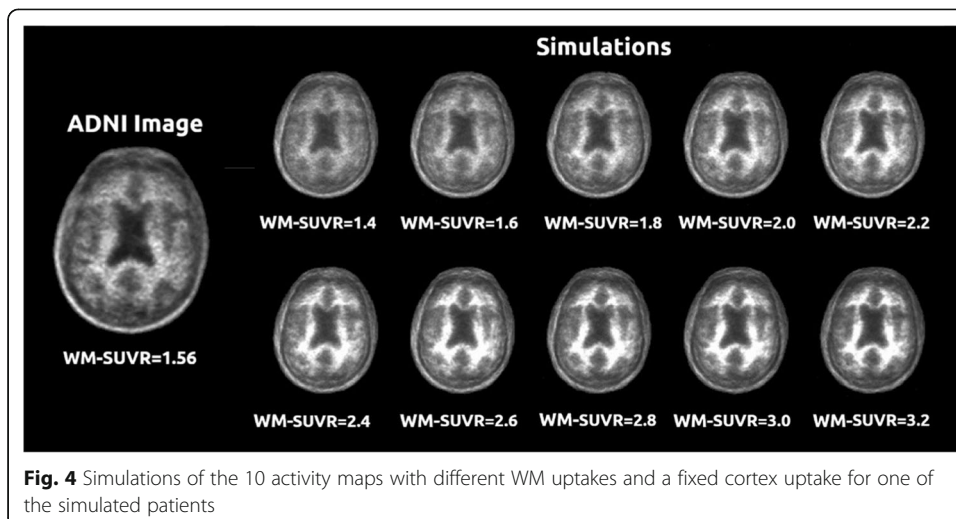 Simulations
ADNI Image
WM-SUVR=1.4 WM-SUVR=1.6 WM-SUVR=1.8 WM-SUVR=2.0 WM-SUVR=2.2
WM-SUVR=1.56
WM-SUVR=2.4 WM-SUVR=2.6 WM-SUVR=2.8 WM-SUVR=3.0 WM-SUVR=3.2
Fig. 4 Simulations of the 10 activity maps with different WM uptakes and a fixed cortex uptake for one of
the simulated patients